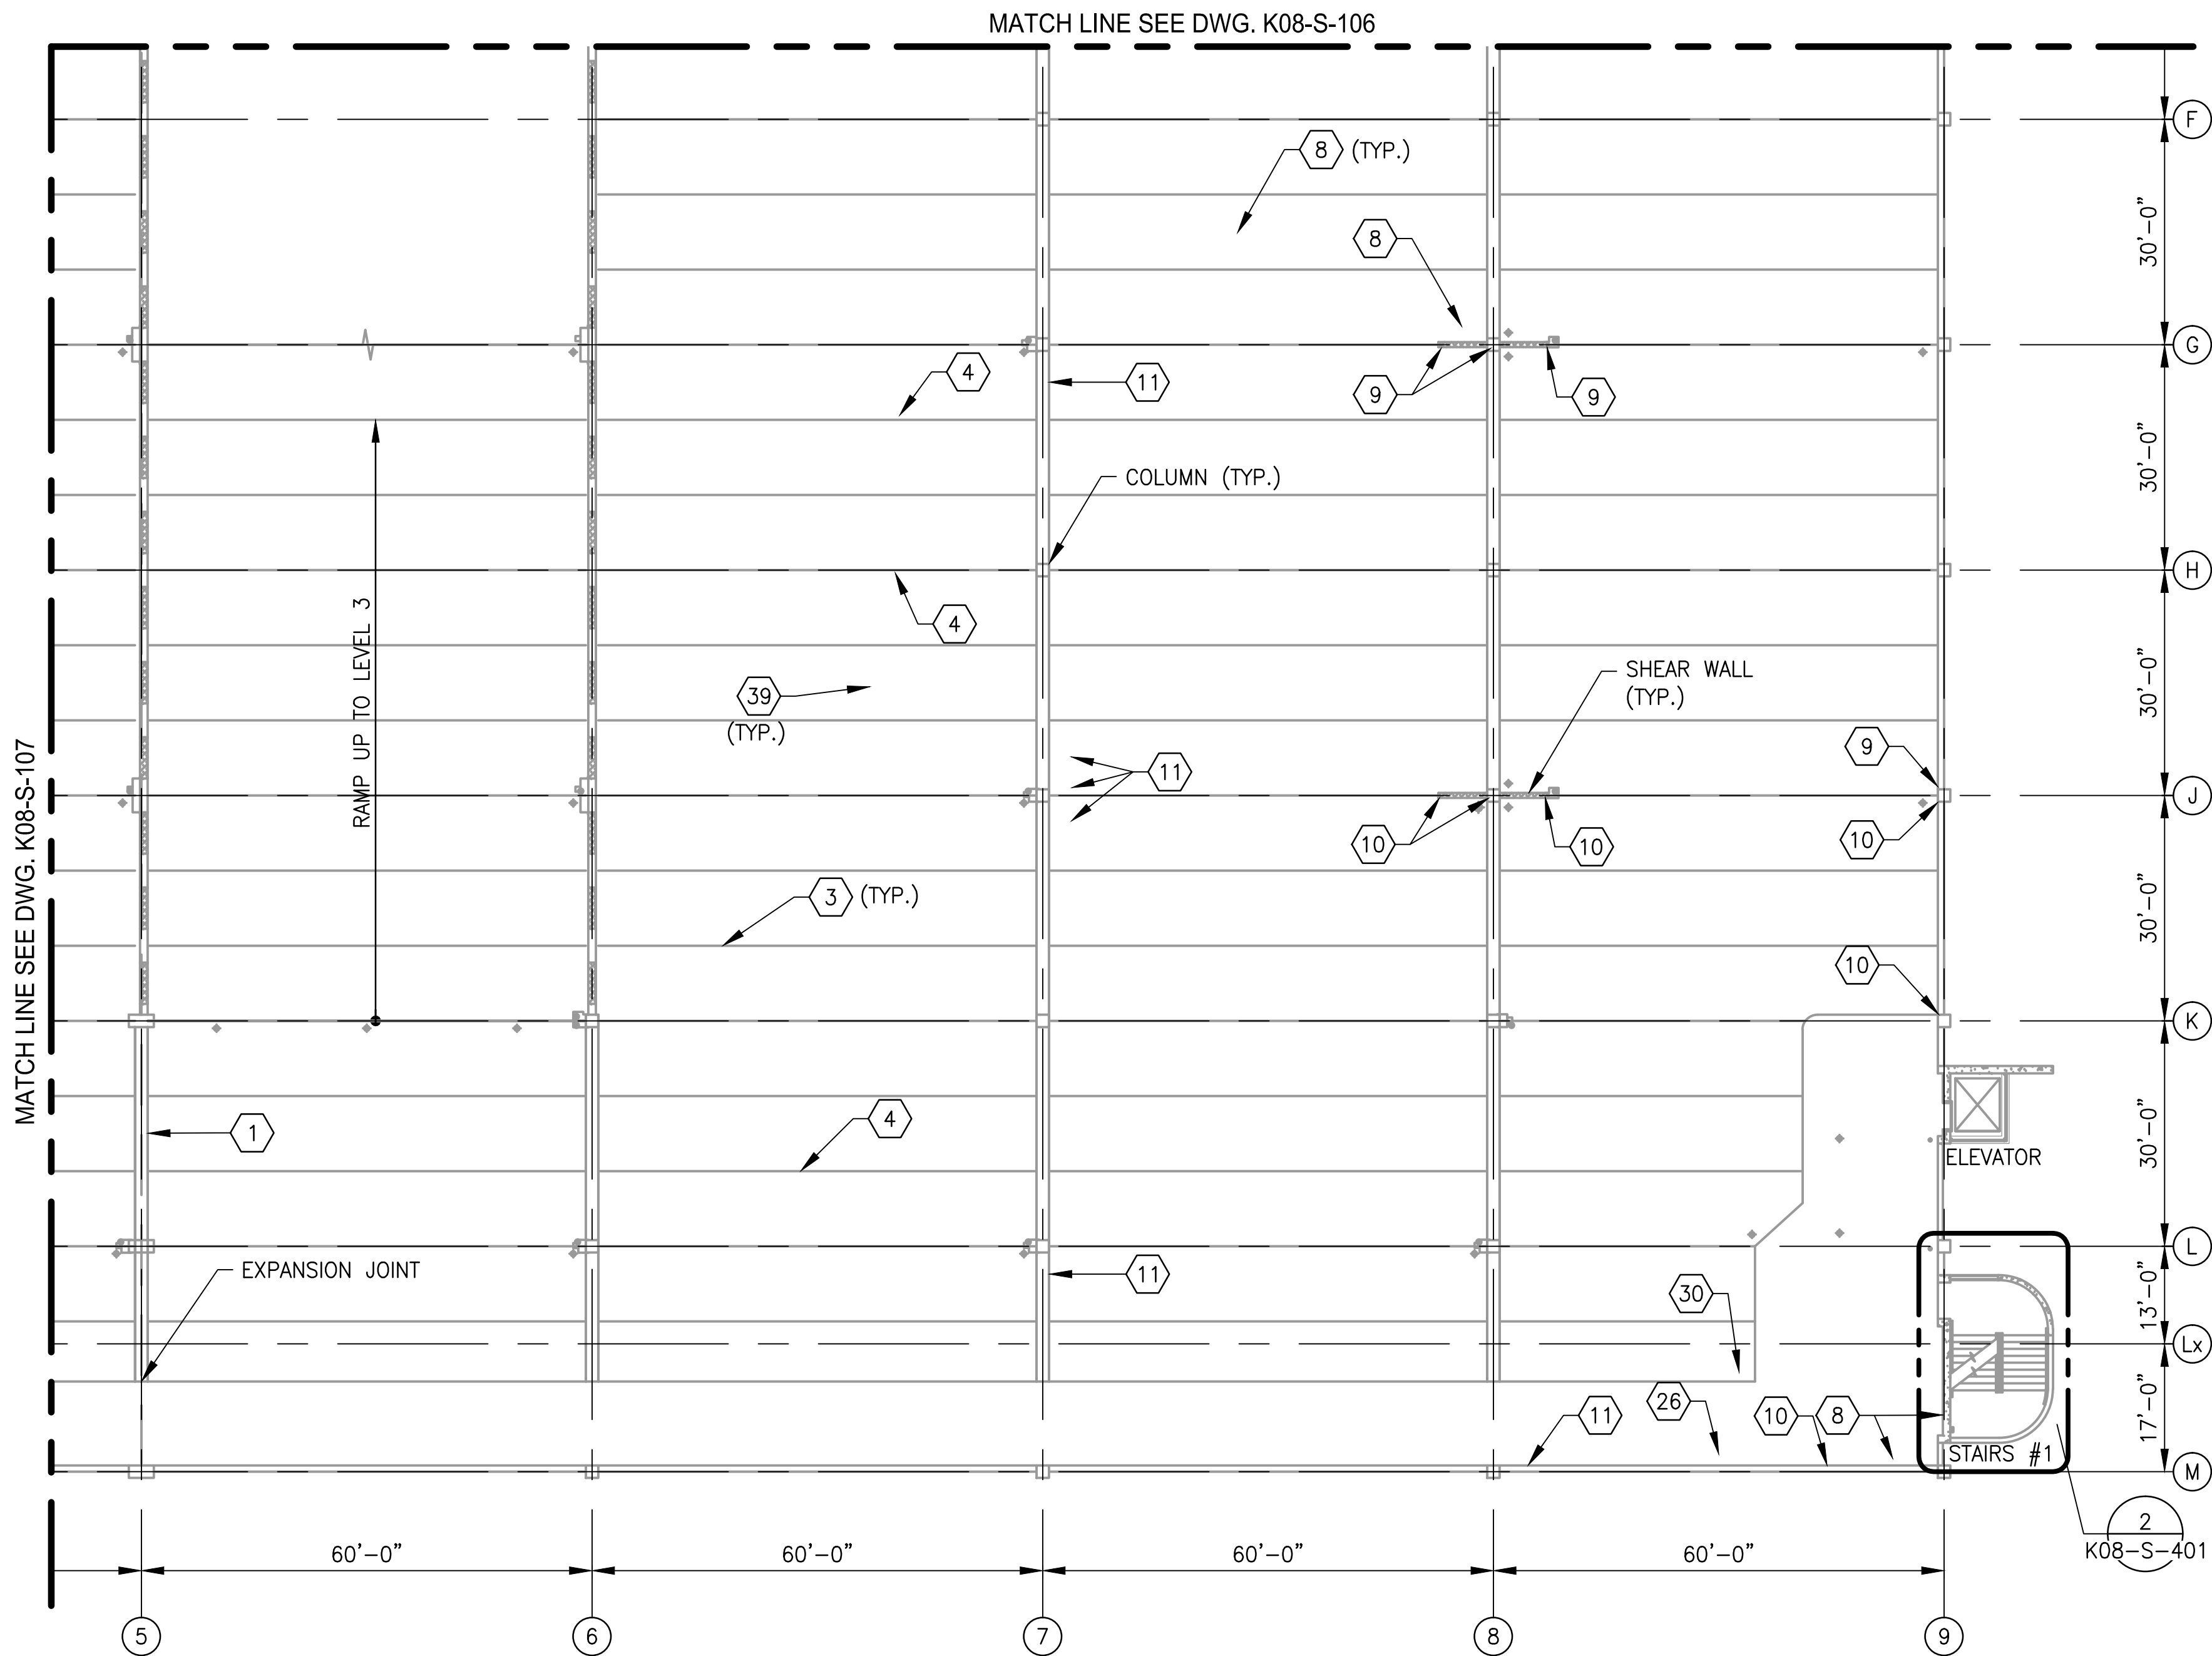 MATCH LINE SEE DWG. K08-S-106
F
8 (TYP.)
30'-0"
8
G
4
11
9
9
30'-0"
COLUMN (TYP.)
H
RAMP UP TO LEVEL 3
4
SHEAR WALL
(TYP.)
30'-0"
39
(TYP.)
MATCH LINE SEE DWG. K08-S-107
11
9
J
10
10
10
3 (TYP.)
30'-0"
10
K
1
4
ELEVATOR
30'-0"
L
EXPANSION JOINT
11
30
13'-0"
Lx
11
26
10
8
17'-0"
STAIRS #1
M
2
K08-S-401
60'-0"
60'-0"
60'-0"
60'-0"
5
6
7
8
9